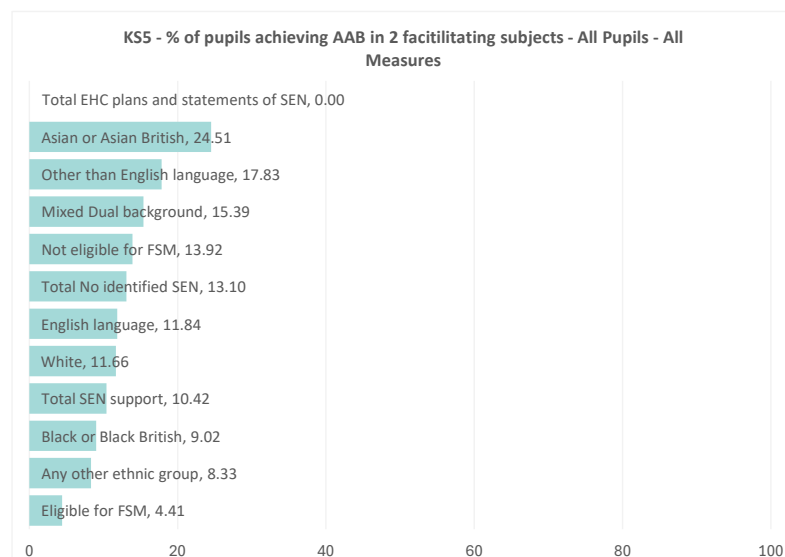 KS5 - % of pupils achieving AAB in 2 facitilitating subjects - All Pupils - All
Measures
Total EHC plans and statements of SEN, 0.00
Asian or Asian British, 24.51
Other than English language, 17.83
Mixed Dual background, 15.39
Not eligible for FSM, 13.92
Total No identified SEN, 13.10
English language, 11.84
White, 11.66
Total SEN support, 10.42
Black or Black British, 9.02
Any other ethnic group, 8.33
Eligible for FSM, 4.41
0 20 40 60 80 100